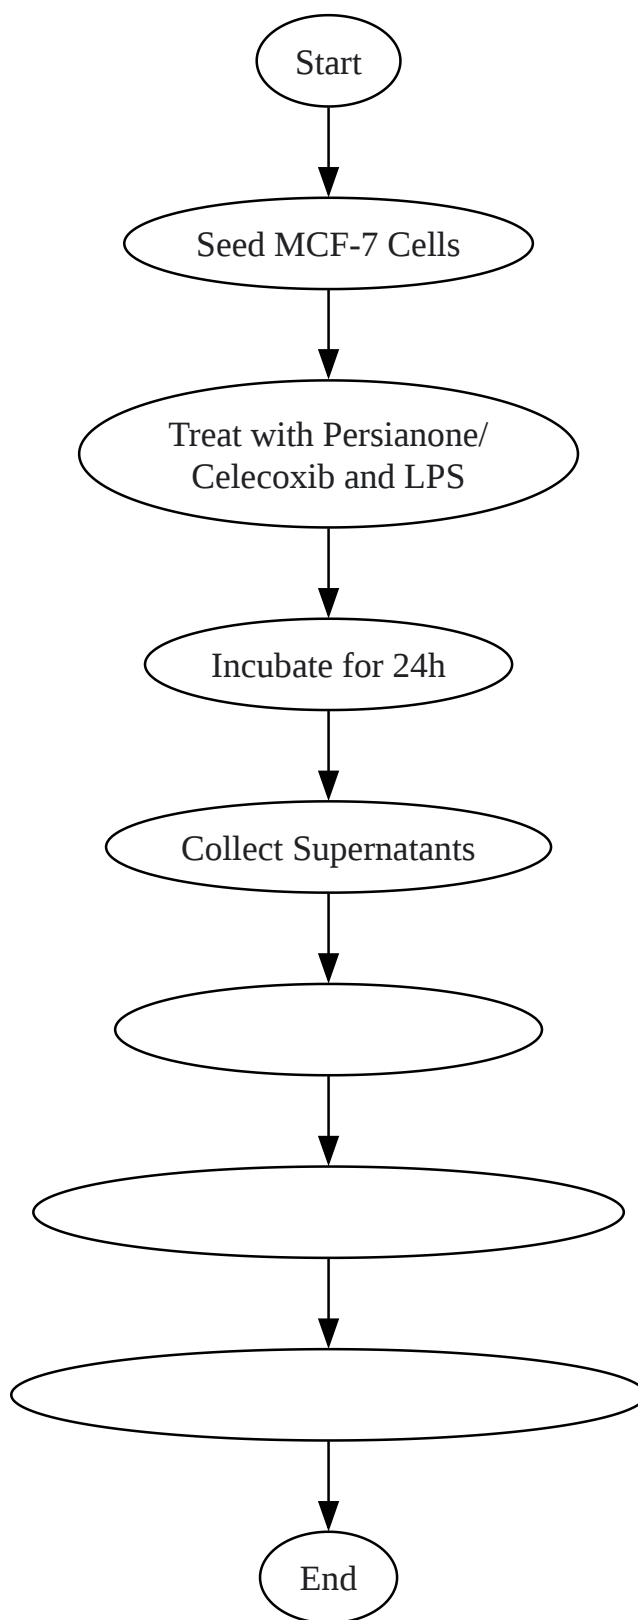 Start
Seed MCF-7 Cells
Treat with Persianone/
Celecoxib and LPS
Incubate for 24h
Collect Supernatants
End